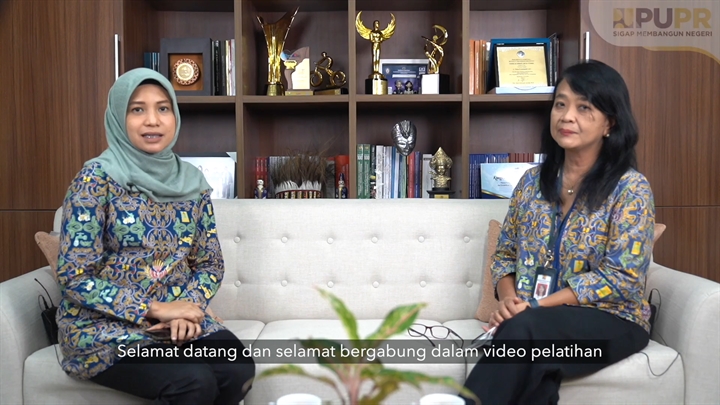 PUPR
SIGAP MEMBANGUN NEGERI
Selamat datang dan selamat bergabung dalam video pelatihan